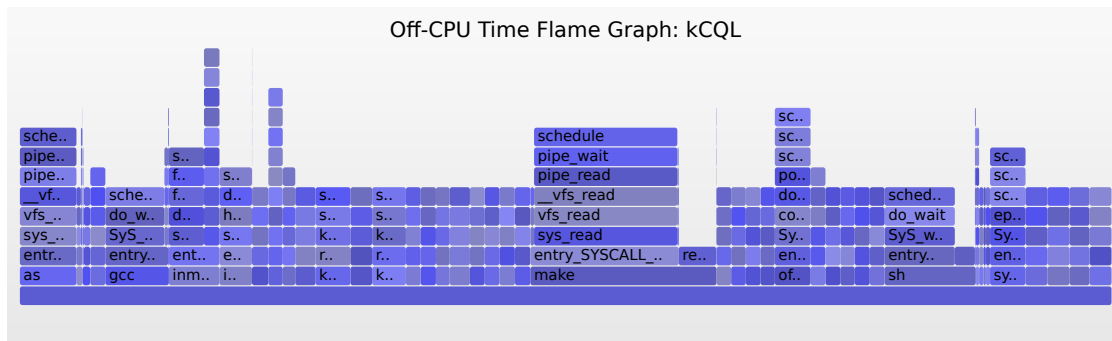 Off-CPU Time Flame Graph: kCQL
sc..
sche.. schedule sc..
pipe.. s.. pipe_wait sc.. sc..
pipe.. f.. s.. pipe_read po.. sc..
__vf.. sche.. f.. d.. s.. s.. __vfs_read do.. sched.. sc..
vfs_.. do_w.. d.. h.. s.. s.. vfs_read co.. do_wait ep..
sys_.. SyS_.. s.. s.. k.. k.. sys_read Sy.. SyS_w.. Sy..
entr.. entry.. ent.. e.. r.. r.. entry_SYSCALL_.. re.. en.. entry.. en..
as gcc inm.. i.. k.. k.. make of.. sh sy..